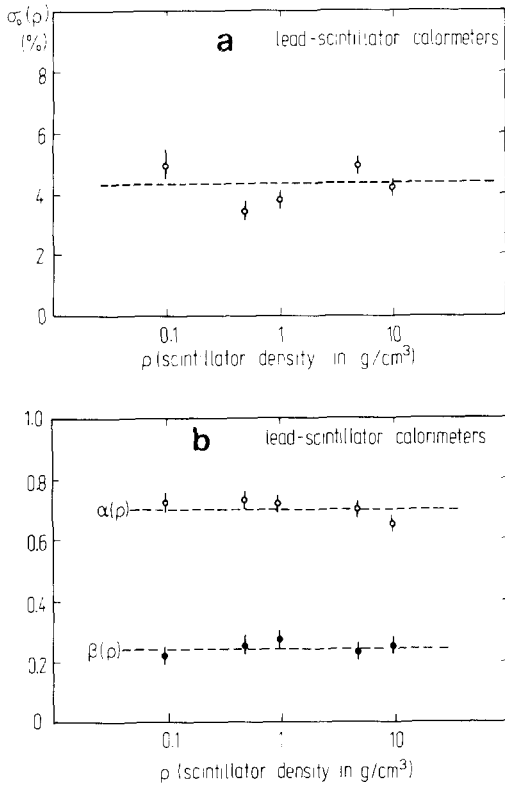 σ₀(ρ)
(%)
a lead-scintillator calormeters
8
6
4
2
0
0.1 1 10
ρ (scintillator density in g/cm³)
b lead-scintillator calorimeters
1.0
0.8
α(ρ)
0.6
0.4
β(ρ)
0.2
0
0.1 1 10
ρ (scintillator density in g/cm³)